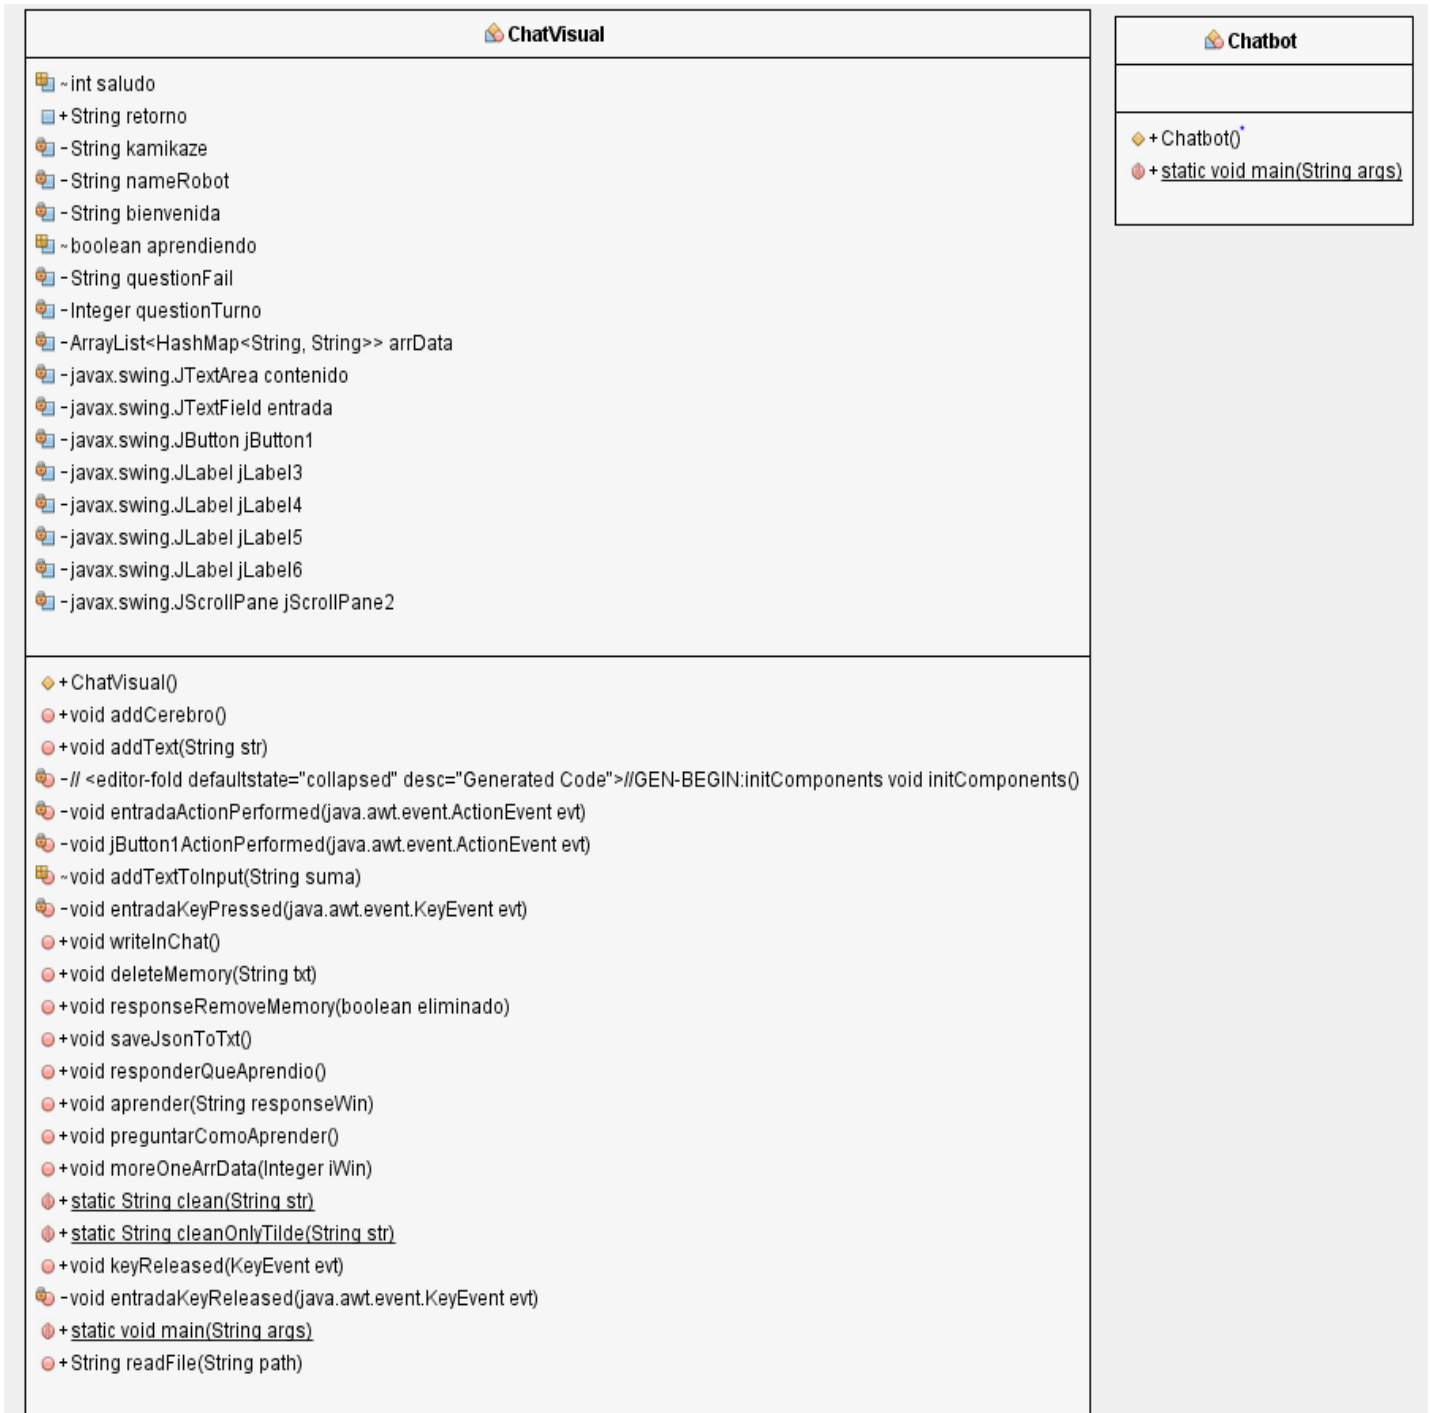 ChatVisual
~int saludo
+String retorno
-String kamikaze
-String nameRobot
-String bienvenida
~boolean aprendiendo
-String questionFail
-Integer questionTurno
-ArrayList<HashMap<String, String>> arrData
-javax.swing.JTextArea contenido
-javax.swing.JTextField entrada
-javax.swing.JButton jButton1
-javax.swing.JLabel jLabel3
-javax.swing.JLabel jLabel4
-javax.swing.JLabel jLabel5
-javax.swing.JLabel jLabel6
-javax.swing.JScrollPane jScrollPane2
+ChatVisual()
+void addCerebro()
+void addText(String str)
-// <editor-fold defaultstate="collapsed" desc="Generated Code">//GEN-BEGIN:initComponents void initComponents()
-void entradaActionPerformed(java.awt.event.ActionEvent evt)
-void jButton1ActionPerformed(java.awt.event.ActionEvent evt)
~void addTextToInput(String suma)
-void entradaKeyPressed(java.awt.event.KeyEvent evt)
+void writeInChat()
+void deleteMemory(String txt)
+void responseRemoveMemory(boolean eliminado)
+void saveJsonToTxt()
+void responderQueAprendio()
+void aprender(String responseWin)
+void preguntarComoAprender()
+void moreOneArrData(Integer iWin)
+static String clean(String str)
+static String cleanOnlyTilde(String str)
+void keyReleased(KeyEvent evt)
-void entradaKeyReleased(java.awt.event.KeyEvent evt)
+static void main(String args)
+String readFile(String path)
Chatbot
+Chatbot()*
+static void main(String args)